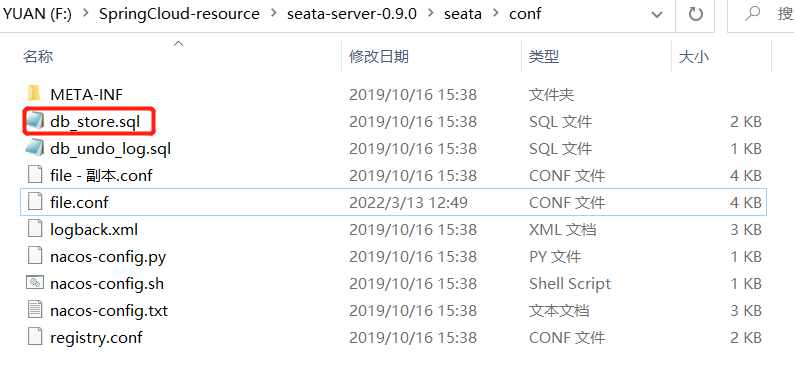 YUAN (F:) > SpringCloud-resource > seata-server-0.9.0 > seata > conf
名称 修改日期 类型 大小
META-INF 2019/10/16 15:38 文件夹
db_store.sql 2019/10/16 15:38 SQL 文件 2 KB
db_undo_log.sql 2019/10/16 15:38 SQL 文件 1 KB
file - 副本.conf 2019/10/16 15:38 CONF 文件 4 KB
file.conf 2022/3/13 12:49 CONF 文件 4 KB
logback.xml 2019/10/16 15:38 XML 文档 3 KB
nacos-config.py 2019/10/16 15:38 PY 文件 1 KB
nacos-config.sh 2019/10/16 15:38 Shell Script 1 KB
nacos-config.txt 2019/10/16 15:38 文本文档 3 KB
registry.conf 2019/10/16 15:38 CONF 文件 2 KB